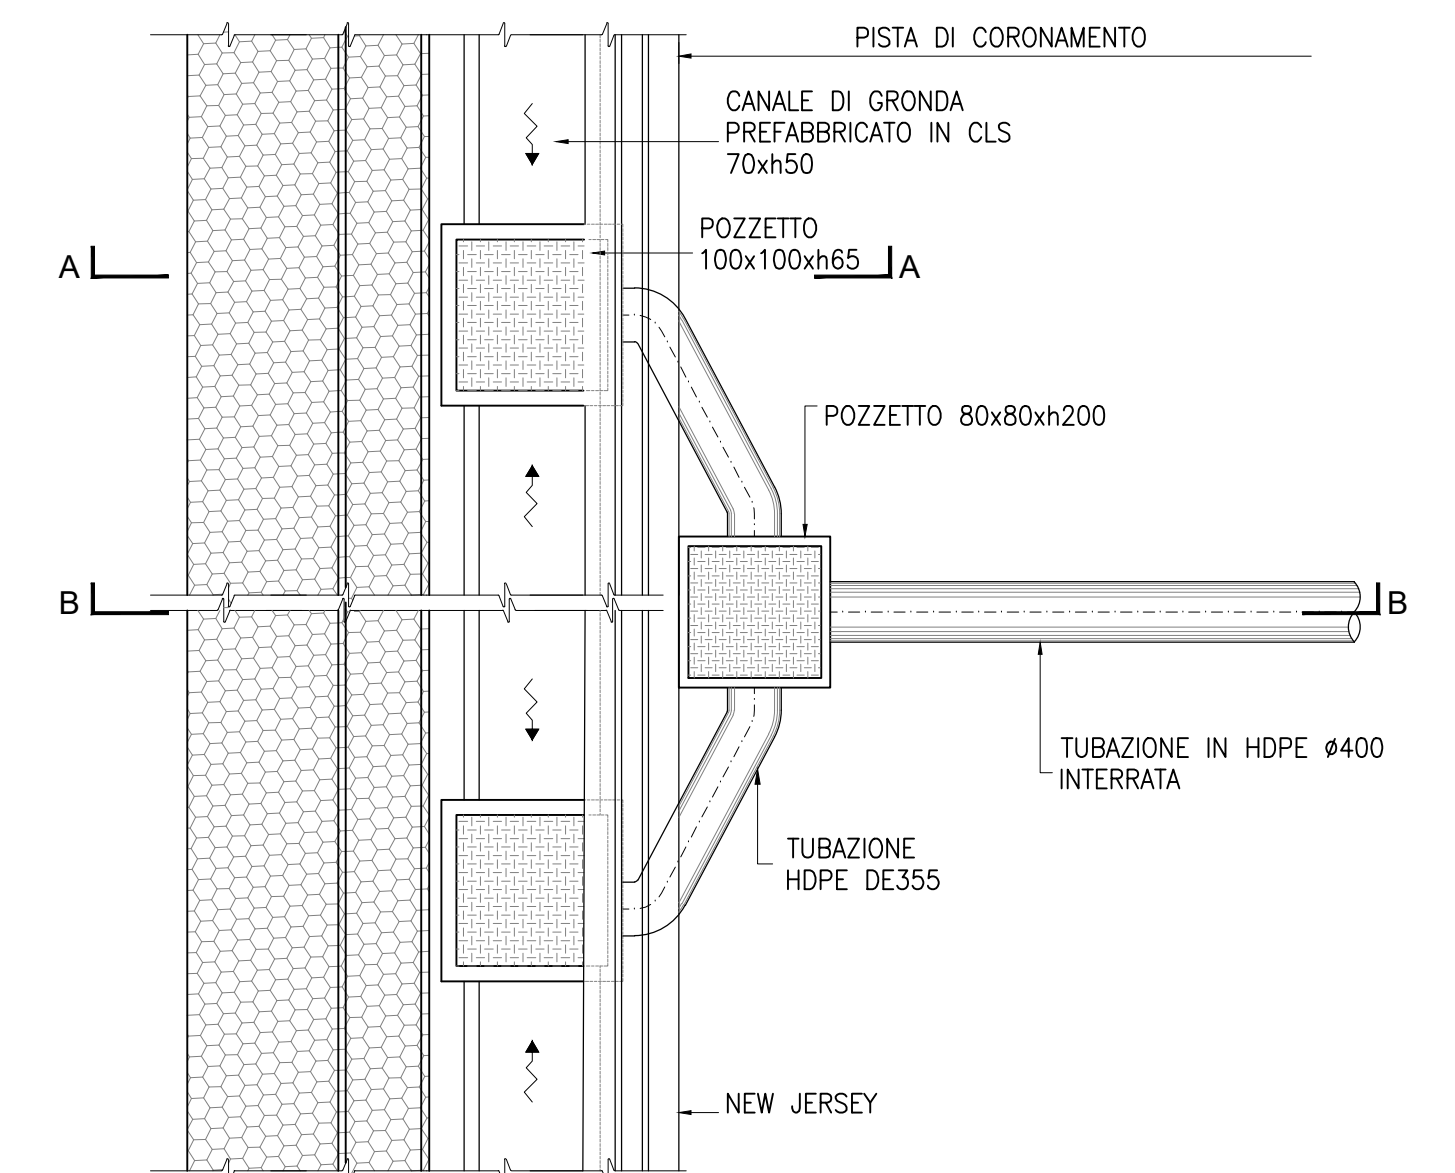 PISTA DI CORONAMENTO
CANALE DI GRONDA
PREFABBRICATO IN CLS
70xh50
POZZETTO
100x100xh65
A
A
POZZETTO 80x80xh200
B
B
TUBAZIONE IN HDPE ø400
INTERRATA
TUBAZIONE
HDPE DE355
NEW JERSEY